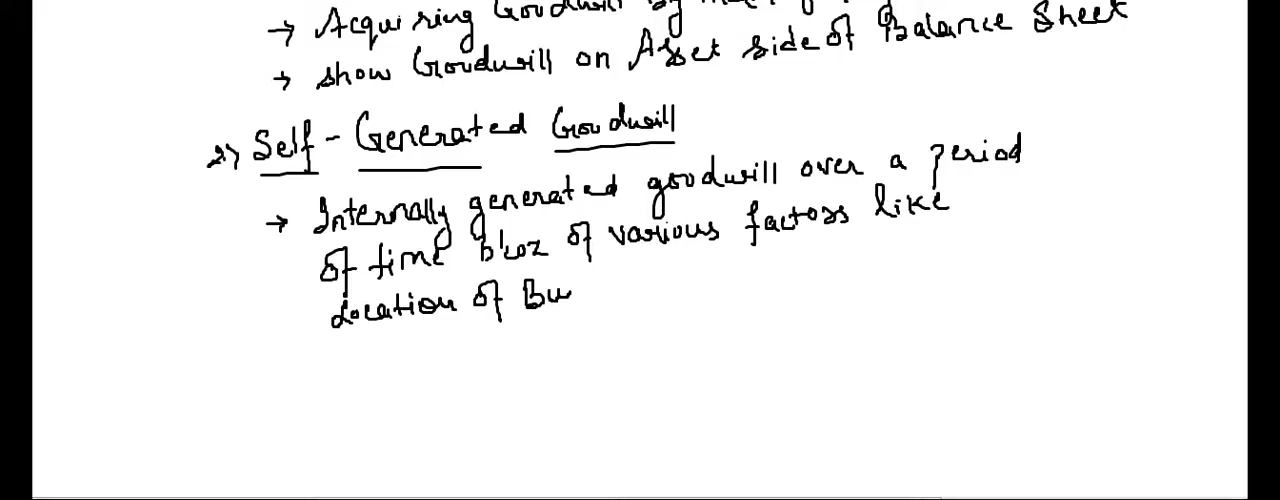 → Acquiring Goodwill by
→ show Goodwill on Asset side of Balance Sheet
2> Self - Generated Goodwill
→ Internally generated goodwill over a period
of time b'coz of various factors like
Location of Bu